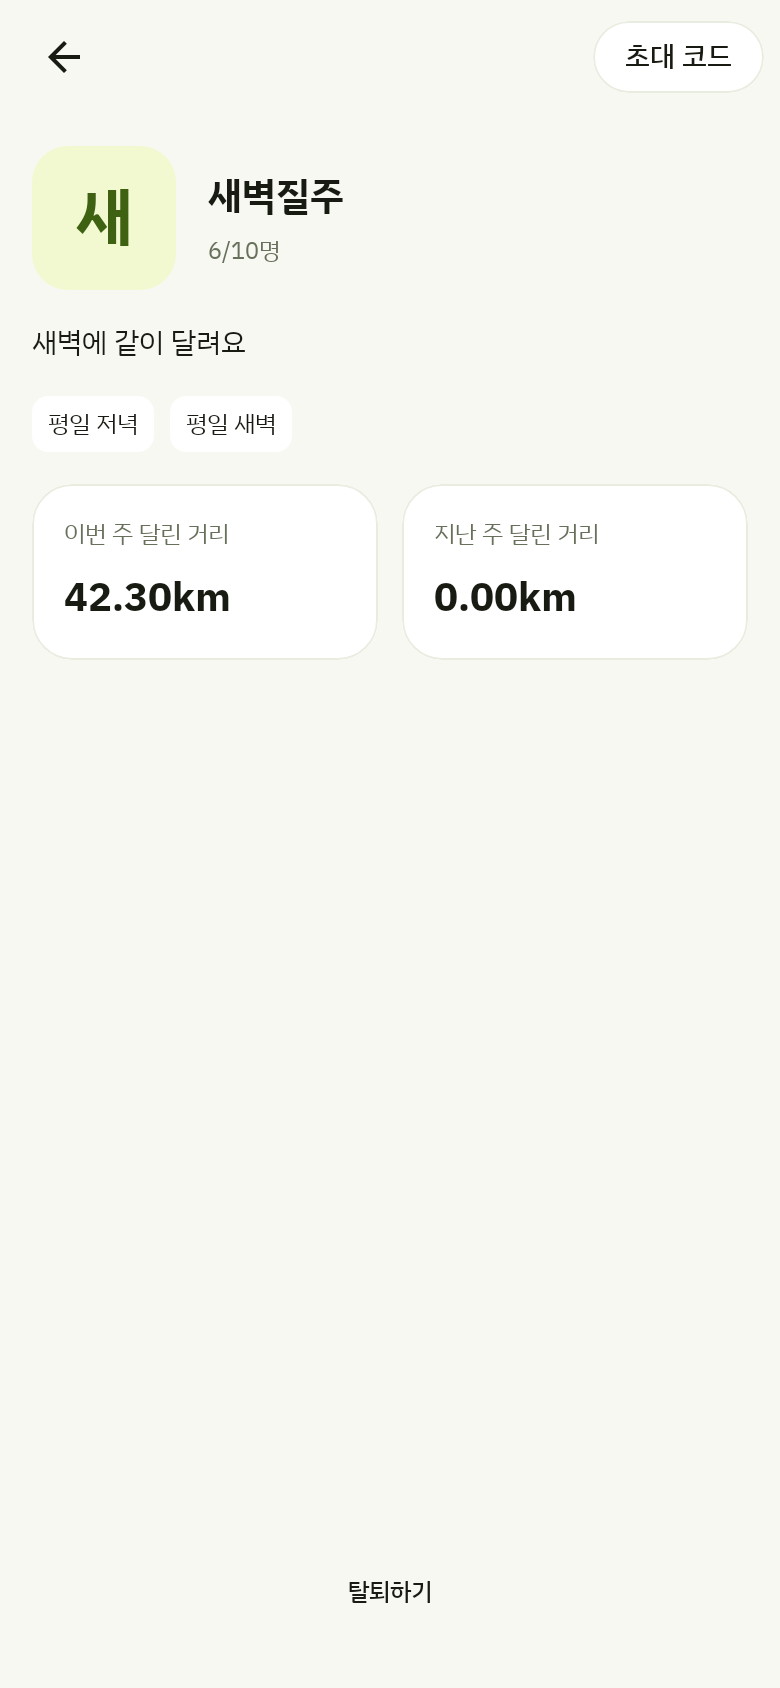 초대 코드
새
새벽질주
6/10명
새벽에 같이 달려요
평일 저녁
평일 새벽
이번 주 달린 거리
42.30km
지난 주 달린 거리
0.00km
탈퇴하기